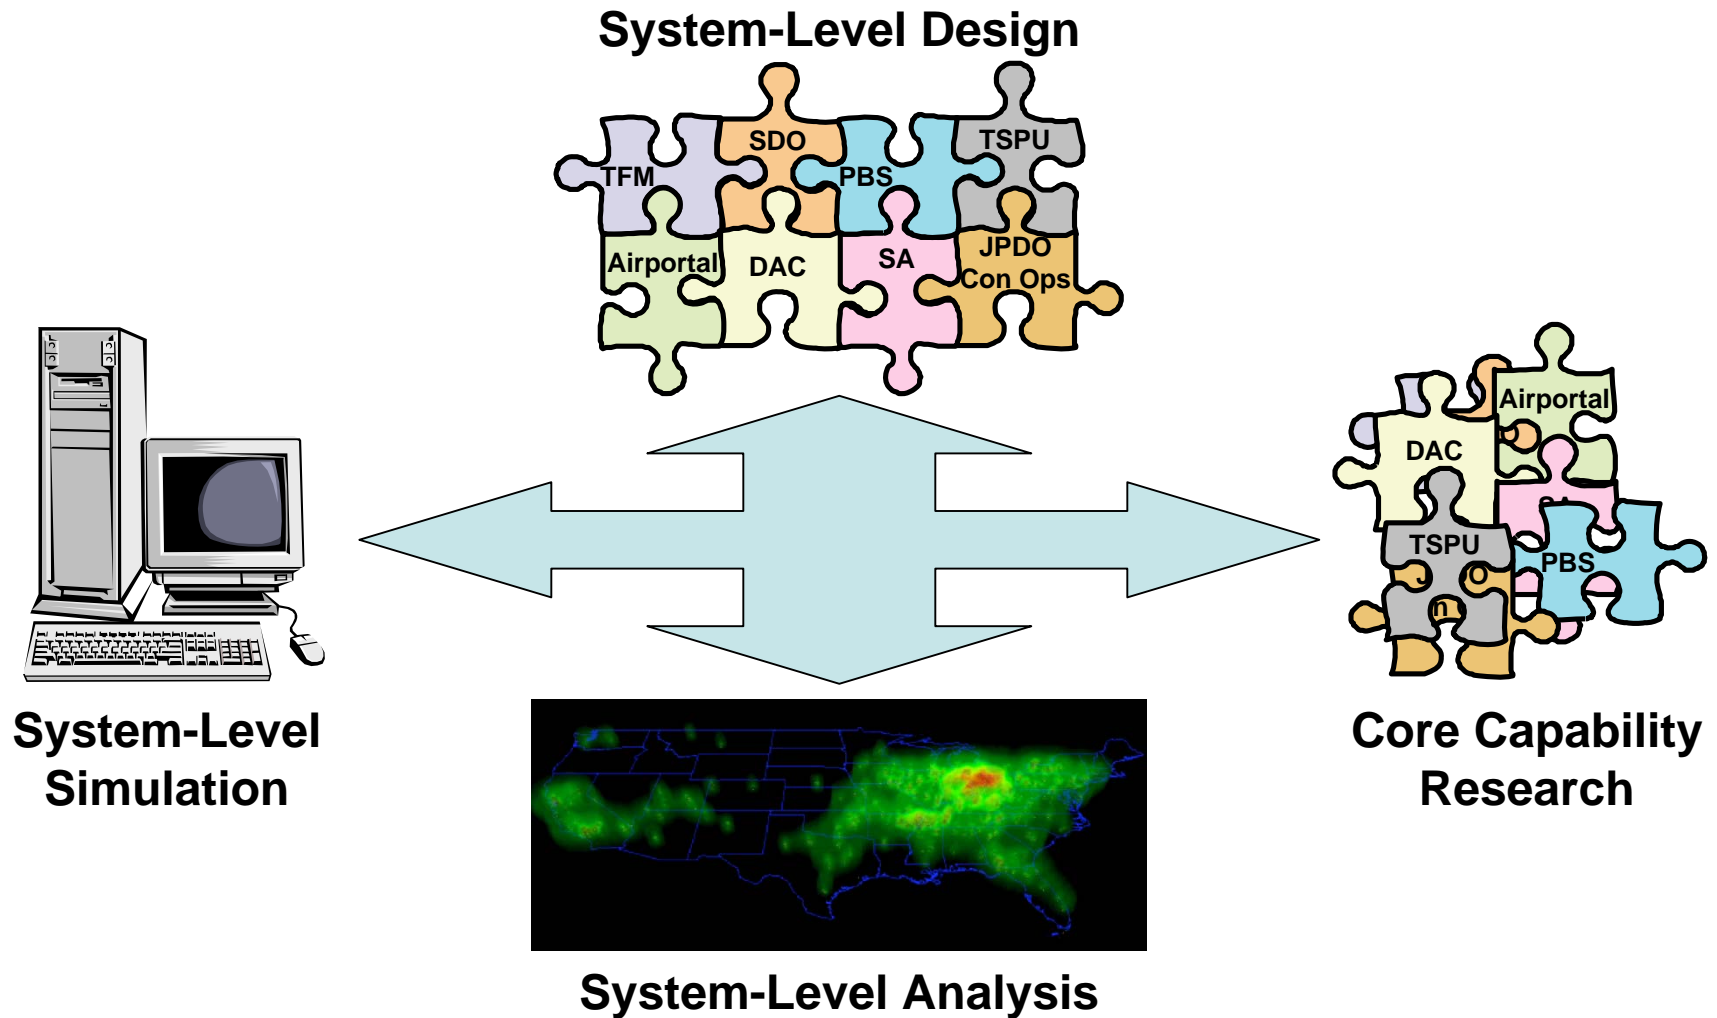 System-Level Design
TFM
SDO
PBS
TSPU
Airportal
DAC
SA
JPDO
Con Ops
System-Level
Simulation
Airportal
DAC
TSPU
PBS
Core Capability
Research
System-Level Analysis